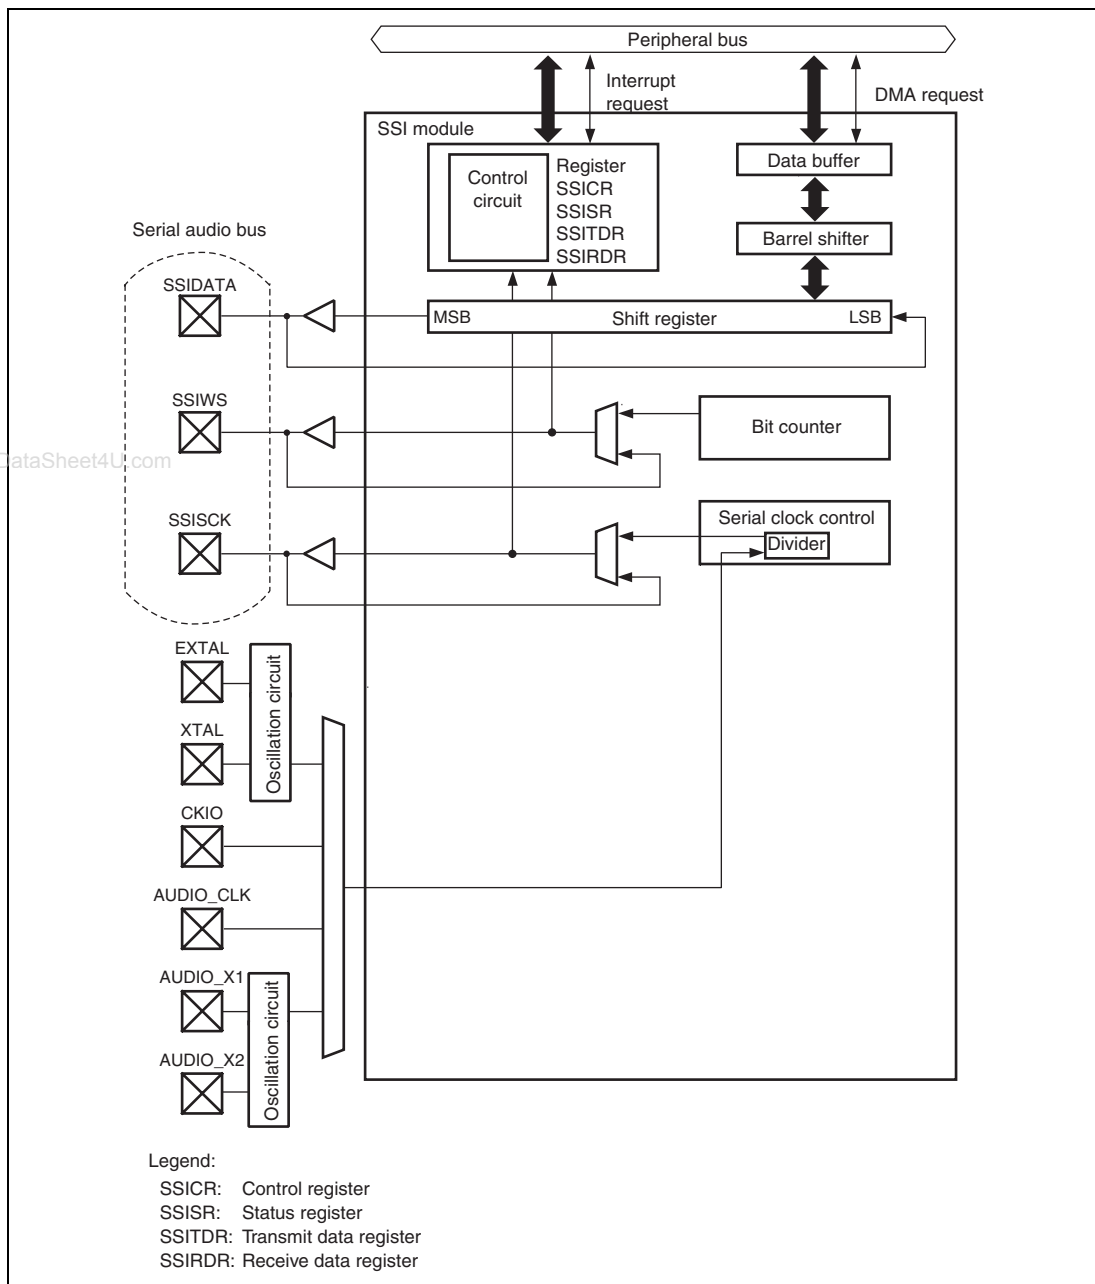 Peripheral bus
Interrupt
request
DMA request
SSI module
Control
circuit
Register
SSICR
SSISR
SSITDR
SSIRDR
Data buffer
Barrel shifter
Serial audio bus
SSIDATA
MSB
Shift register
LSB
SSIWS
Bit counter
DataSheet4U.com
SSISCK
Serial clock control
Divider
EXTAL
XTAL
Oscillation circuit
CKIO
AUDIO_CLK
AUDIO_X1
AUDIO_X2
Oscillation circuit
Legend:
SSICR: Control register
SSISR: Status register
SSITDR: Transmit data register
SSIRDR: Receive data register